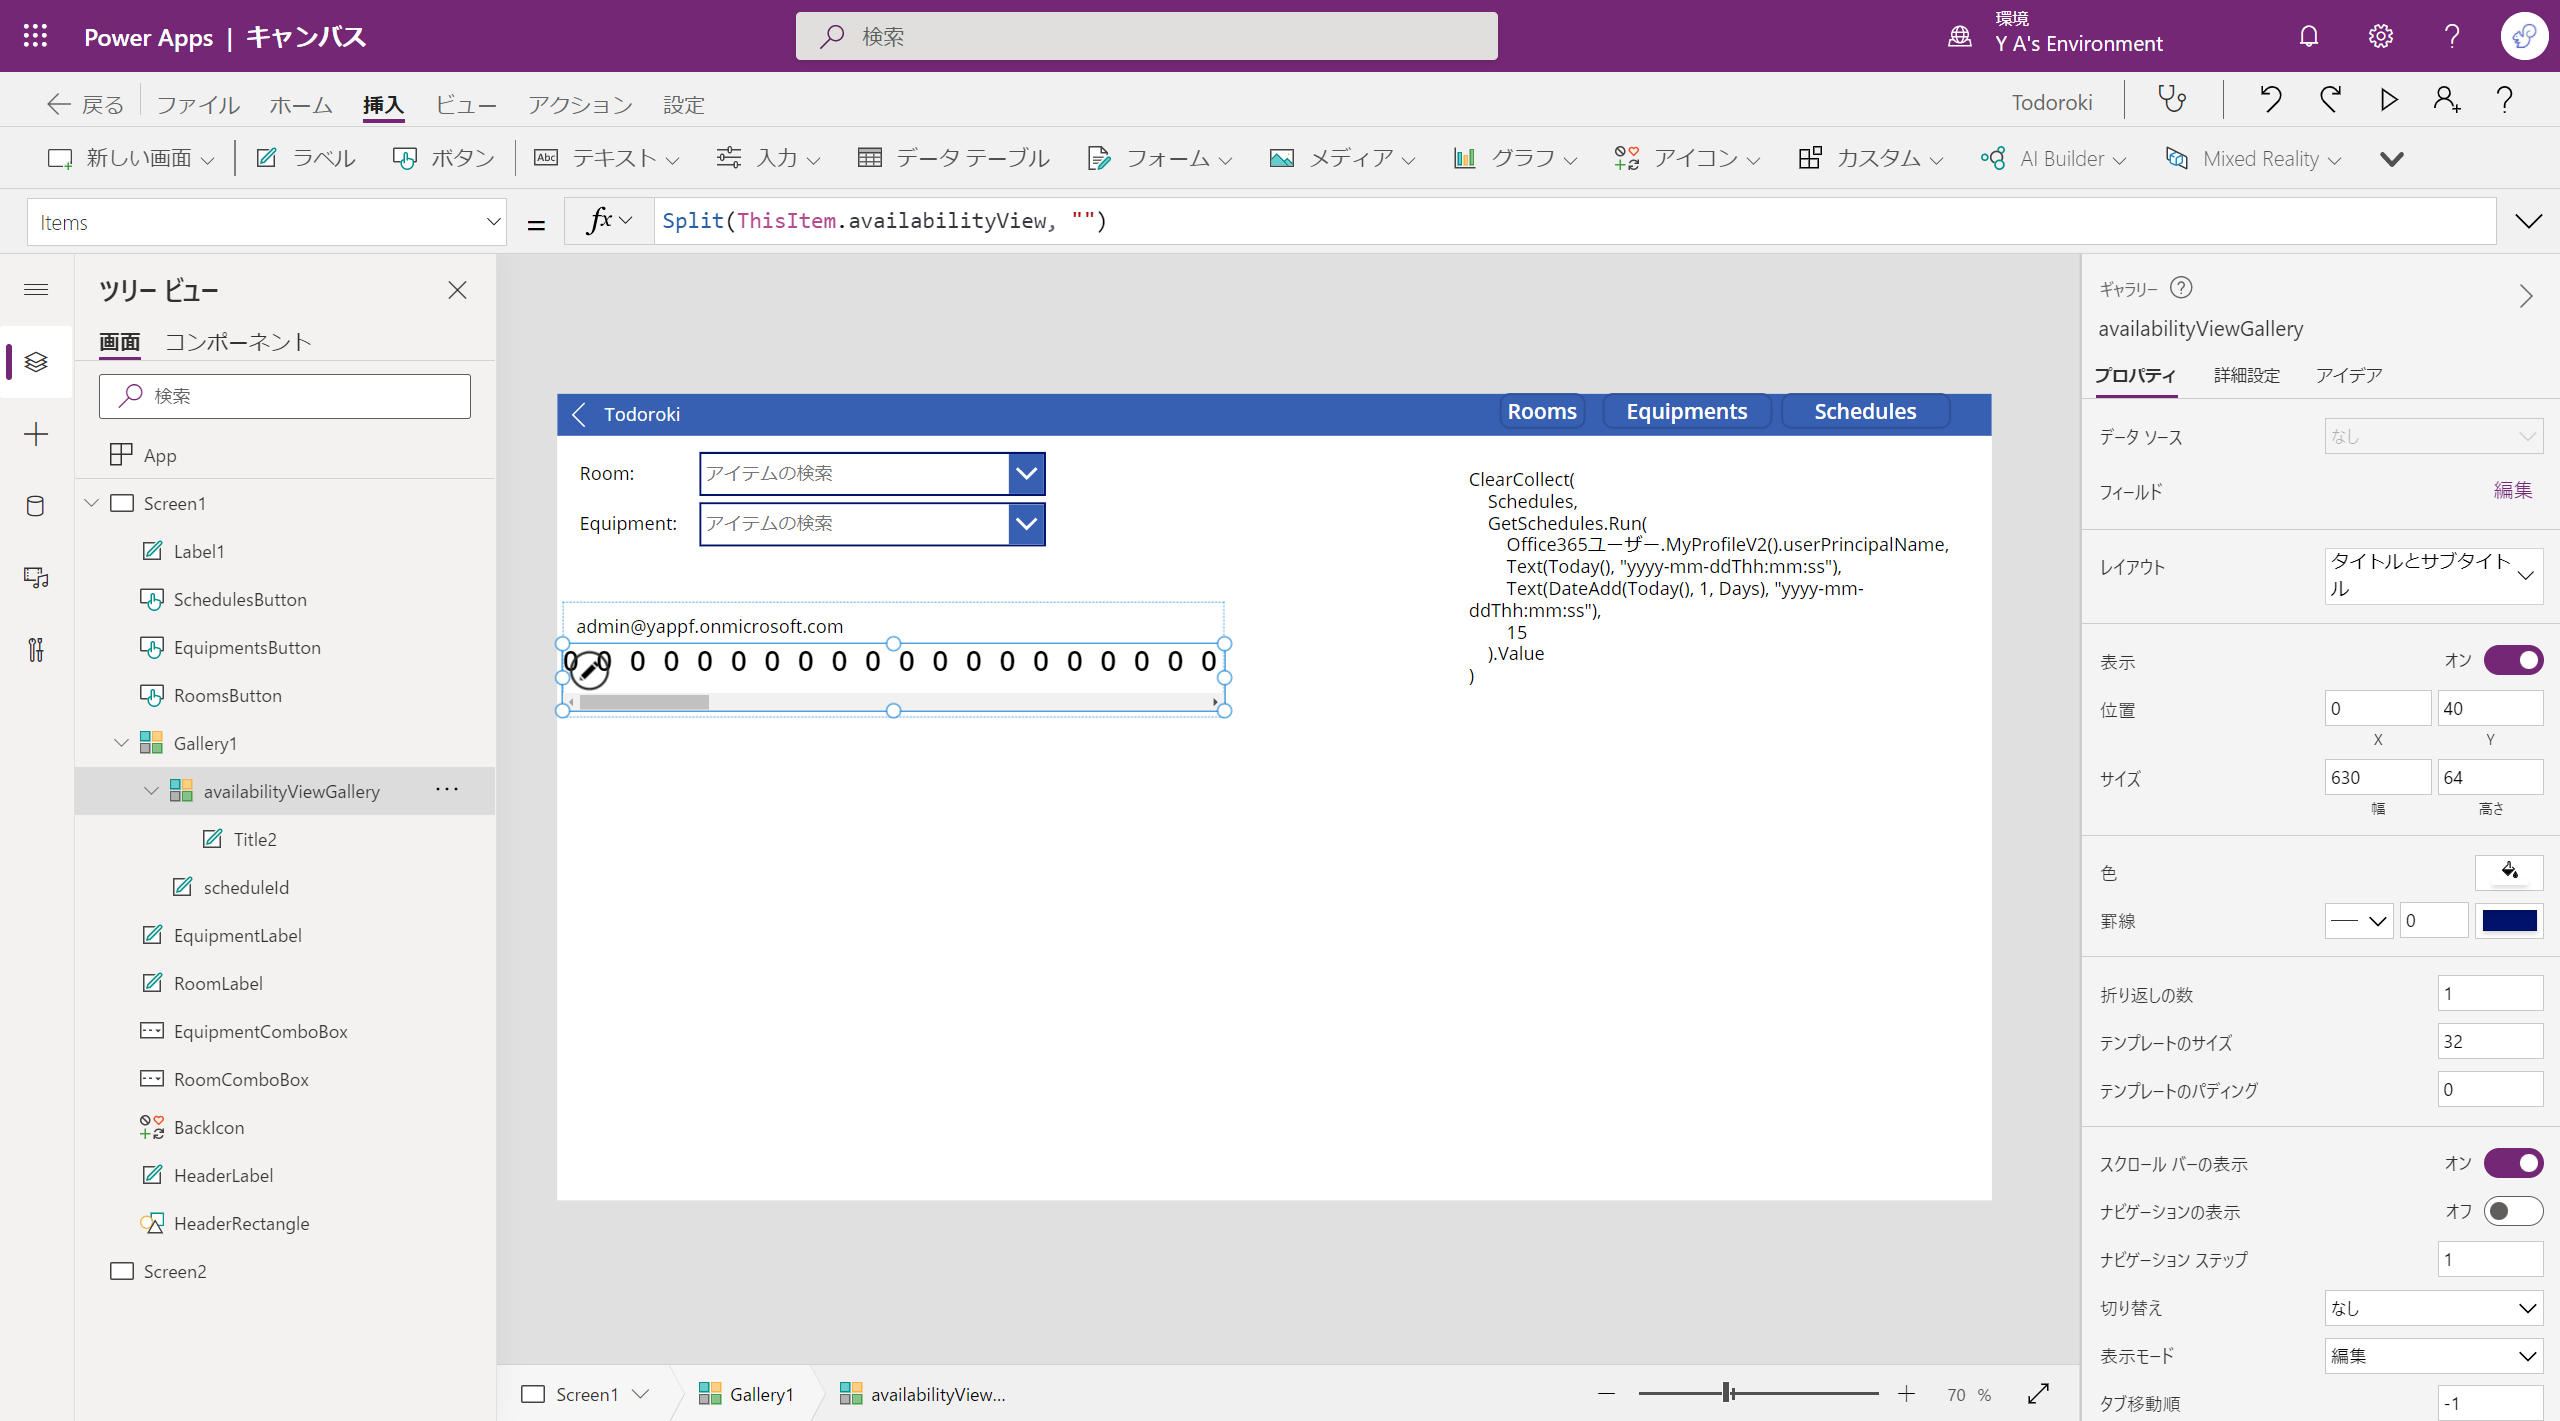 Power Apps | キャンバス
検索
環境
Y A's Environment
戻る ファイル ホーム 挿入 ビュー アクション 設定
Todoroki
新しい画面 ラベル ボタン Abc テキスト 入力 データ テーブル フォーム メディア グラフ アイコン カスタム AI Builder Mixed Reality
Items = fx Split(ThisItem.availabilityView, "")
ツリー ビュー
画面 コンポーネント
検索
App
Screen1
Label1
SchedulesButton
EquipmentsButton
RoomsButton
Gallery1
availabilityViewGallery ...
Title2
scheduleId
EquipmentLabel
RoomLabel
EquipmentComboBox
RoomComboBox
BackIcon
HeaderLabel
HeaderRectangle
Screen2
Todoroki Rooms Equipments Schedules
Room: アイテムの検索
Equipment: アイテムの検索
admin@yappf.onmicrosoft.com
0 0 0 0 0 0 0 0 0 0 0 0 0 0 0 0 0 0 0 0
ClearCollect(
Schedules,
GetSchedules.Run(
Office365ユーザー.MyProfileV2().userPrincipalName,
Text(Today(), "yyyy-mm-ddThh:mm:ss"),
Text(DateAdd(Today(), 1, Days), "yyyy-mm-
ddThh:mm:ss"),
15
).Value
)
Screen1 Gallery1 availabilityView...
70 %
ギャラリー
availabilityViewGallery
プロパティ 詳細設定 アイデア
データ ソース なし
フィールド 編集
レイアウト タイトルとサブタイト
ル
表示 オン
位置 0 40
X Y
サイズ 630 64
幅 高さ
色
罫線 0
折り返しの数 1
テンプレートのサイズ 32
テンプレートのパディング 0
スクロール バーの表示 オン
ナビゲーションの表示 オフ
ナビゲーション ステップ 1
切り替え なし
表示モード 編集
タブ移動順 -1